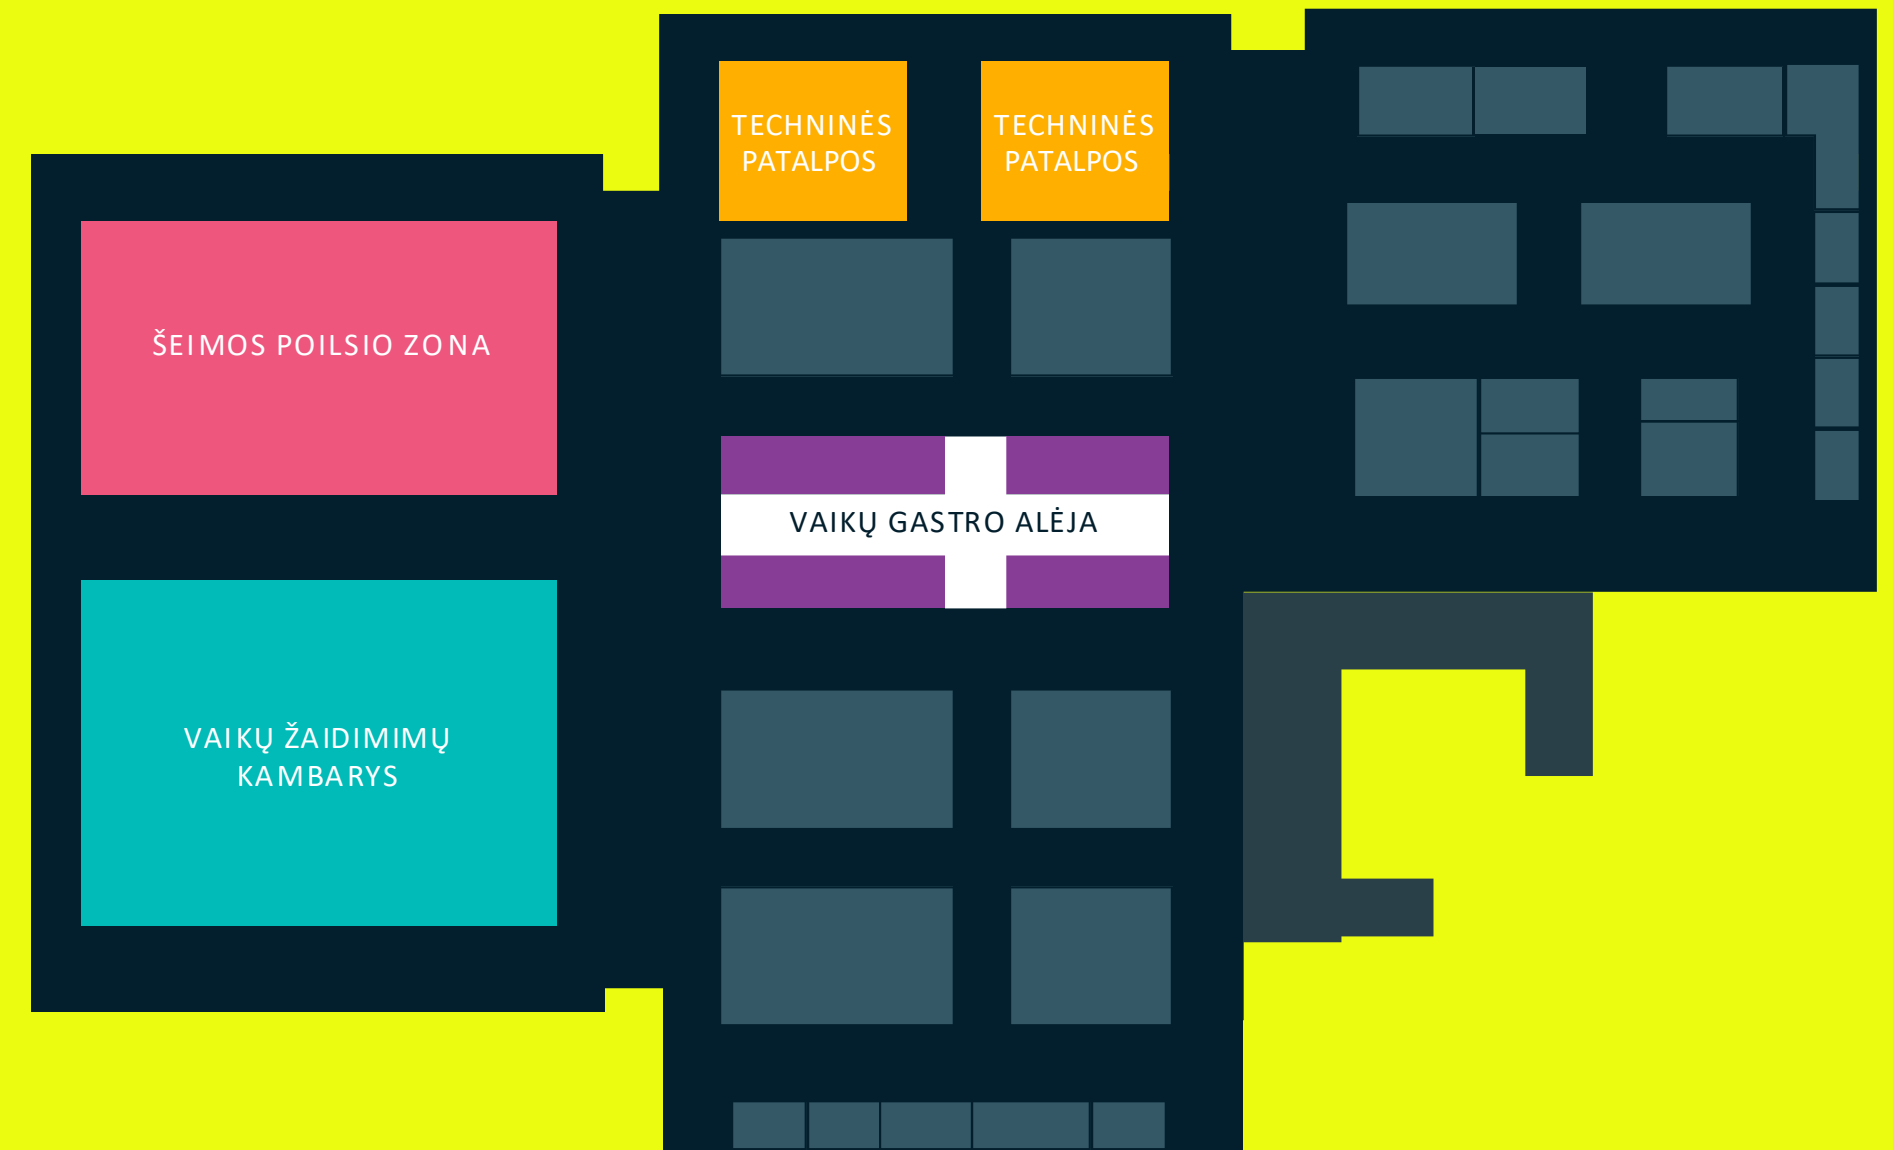 TECHNINĖS
PATALPOS
TECHNINĖS
PATALPOS
ŠEIMOS POILSIO ZONA
VAIKŲ GASTRO ALĖJA
VAIKŲ ŽAIDIMIMŲ
KAMBARYS